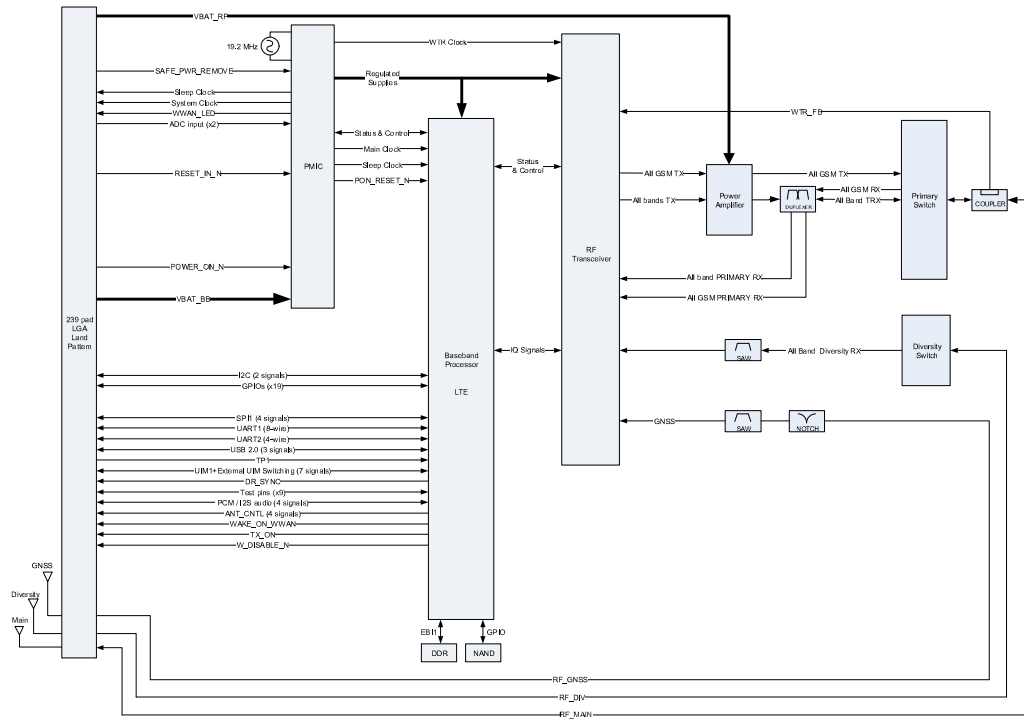 VBAT_RF
19.2 MHz
WTR Clock
SAFE_PWR_REMOVE
Regulated
Supplies
Sleep Clock
System Clock
WWAN_LED
ADC input (x2)
WTR_FB
Status & Control
Main Clock
Sleep Clock
PON_RESET_N
PMIC
RESET_IN_N
Status
& Control
All GSM TX
All bands TX
Power
Amplifier
All GSM TX
All GSM RX
All Band TRX
DUPLEXER
Primary
Switch
COUPLER
RF
Transceiver
POWER_ON_N
All band PRIMARY RX
All GSM PRIMARY RX
VBAT_BB
239 pad
LGA
Land
Pattern
Baseband
Processor
LTE
IQ Signals
SAW
All Band Diversity RX
Diversity
Switch
I2C (2 signals)
GPIOs (x19)
SPI1 (4 signals)
UART1 (8-wire)
UART2 (4-wire)
USB 2.0 (3 signals)
TP1
UIM1+External UIM Switching (7 signals)
DR_SYNC
Test pins (x9)
PCM / I2S audio (4 signals)
ANT_CNTL (4 signals)
WAKE_ON_WWAN
TX_ON
W_DISABLE_N
GNSS
SAW
NOTCH
GNSS
Diversity
Main
EBI1
GPIO
DDR
NAND
RF_GNSS
RF_DIV
RF_MAIN